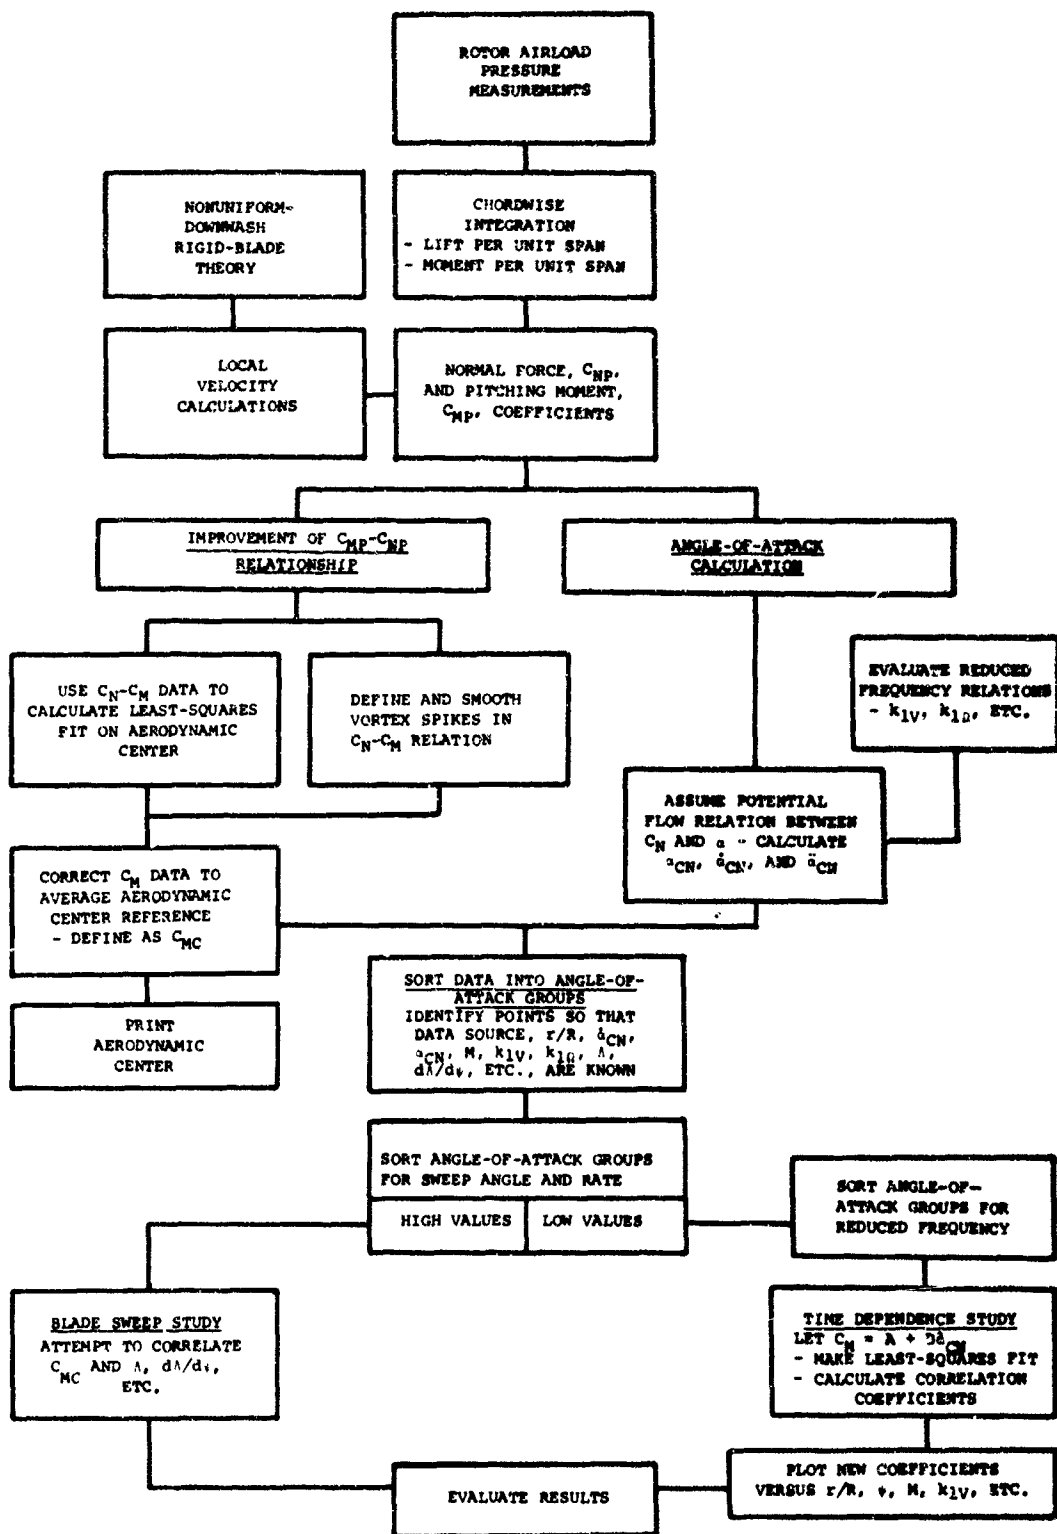 ROTOR AIRLOAD
PRESSURE
MEASUREMENTS
NONUNIFORM-
DOWNWASH
RIGID-BLADE
THEORY
CHORDWISE
INTEGRATION
- LIFT PER UNIT SPAN
- MOMENT PER UNIT SPAN
LOCAL
VELOCITY
CALCULATIONS
NORMAL FORCE, C_NP,
AND PITCHING MOMENT,
C_MP, COEFFICIENTS
IMPROVEMENT OF C_MP-C_NP
RELATIONSHIP
ANGLE-OF-ATTACK
CALCULATION
USE C_N-C_M DATA TO
CALCULATE LEAST-SQUARES
FIT ON AERODYNAMIC
CENTER
DEFINE AND SMOOTH
VORTEX SPIKES IN
C_N-C_M RELATION
EVALUATE REDUCED
FREQUENCY RELATIONS
- k_1V, k_1Ω, ETC.
ASSUME POTENTIAL
FLOW RELATION BETWEEN
C_N AND α - CALCULATE
α_CN, α̇_CN, AND α̈_CN
CORRECT C_M DATA TO
AVERAGE AERODYNAMIC
CENTER REFERENCE
- DEFINE AS C_MC
PRINT
AERODYNAMIC
CENTER
SORT DATA INTO ANGLE-OF-
ATTACK GROUPS
IDENTIFY POINTS SO THAT
DATA SOURCE, r/R, α̇_CN,
α_CN, M, k_1V, k_1Ω, Λ,
dΛ/dψ, ETC., ARE KNOWN
SORT ANGLE-OF-ATTACK GROUPS
FOR SWEEP ANGLE AND RATE
HIGH VALUES LOW VALUES
SORT ANGLE-OF-
ATTACK GROUPS FOR
REDUCED FREQUENCY
BLADE SWEEP STUDY
ATTEMPT TO CORRELATE
C_MC AND Λ, dΛ/dψ,
ETC.
TIME DEPENDENCE STUDY
LET C_M = A + α̇_CN
- MAKE LEAST-SQUARES FIT
- CALCULATE CORRELATION
COEFFICIENTS
PLOT NEW COEFFICIENTS
VERSUS r/R, ψ, M, k_1V, ETC.
EVALUATE RESULTS